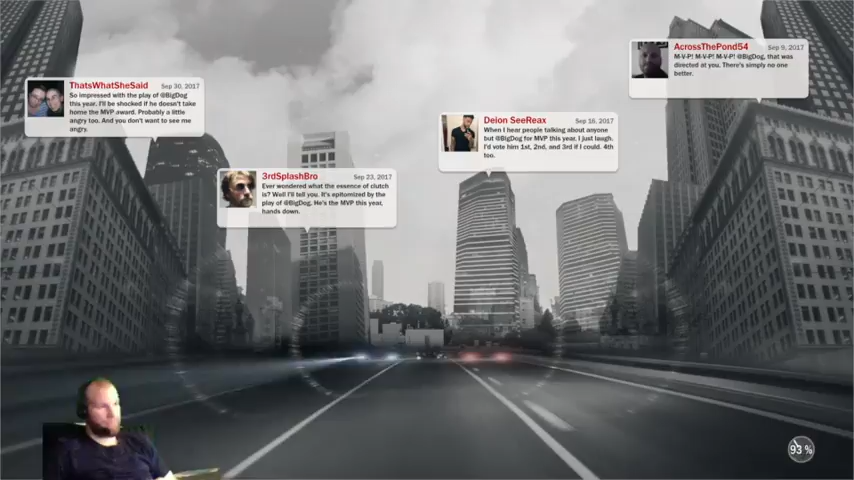 ThatsWhatSheSaid Sep 30, 2017
So impressed with the play of @BigDog
this year. I'll be shocked if he doesn't take
home the MVP award. Probably a little
angry too. And you don't want to see me
angry.
3rdSplashBro Sep 23, 2017
Ever wondered what the essence of clutch
is? Well I'll tell you. It's epitomized by the
play of @BigDog. He's the MVP this year,
hands down.
Deion SeeReax Sep 16, 2017
When I hear people talking about anyone
but @BigDog for MVP this year, I just laugh.
I'd vote him 1st, 2nd, and 3rd if I could. 4th
too.
AcrossThePond54 Sep 9, 2017
M-V-P! M-V-P! M-V-P! @BigDog, that was
directed at you. There's simply no one
better.
93 %